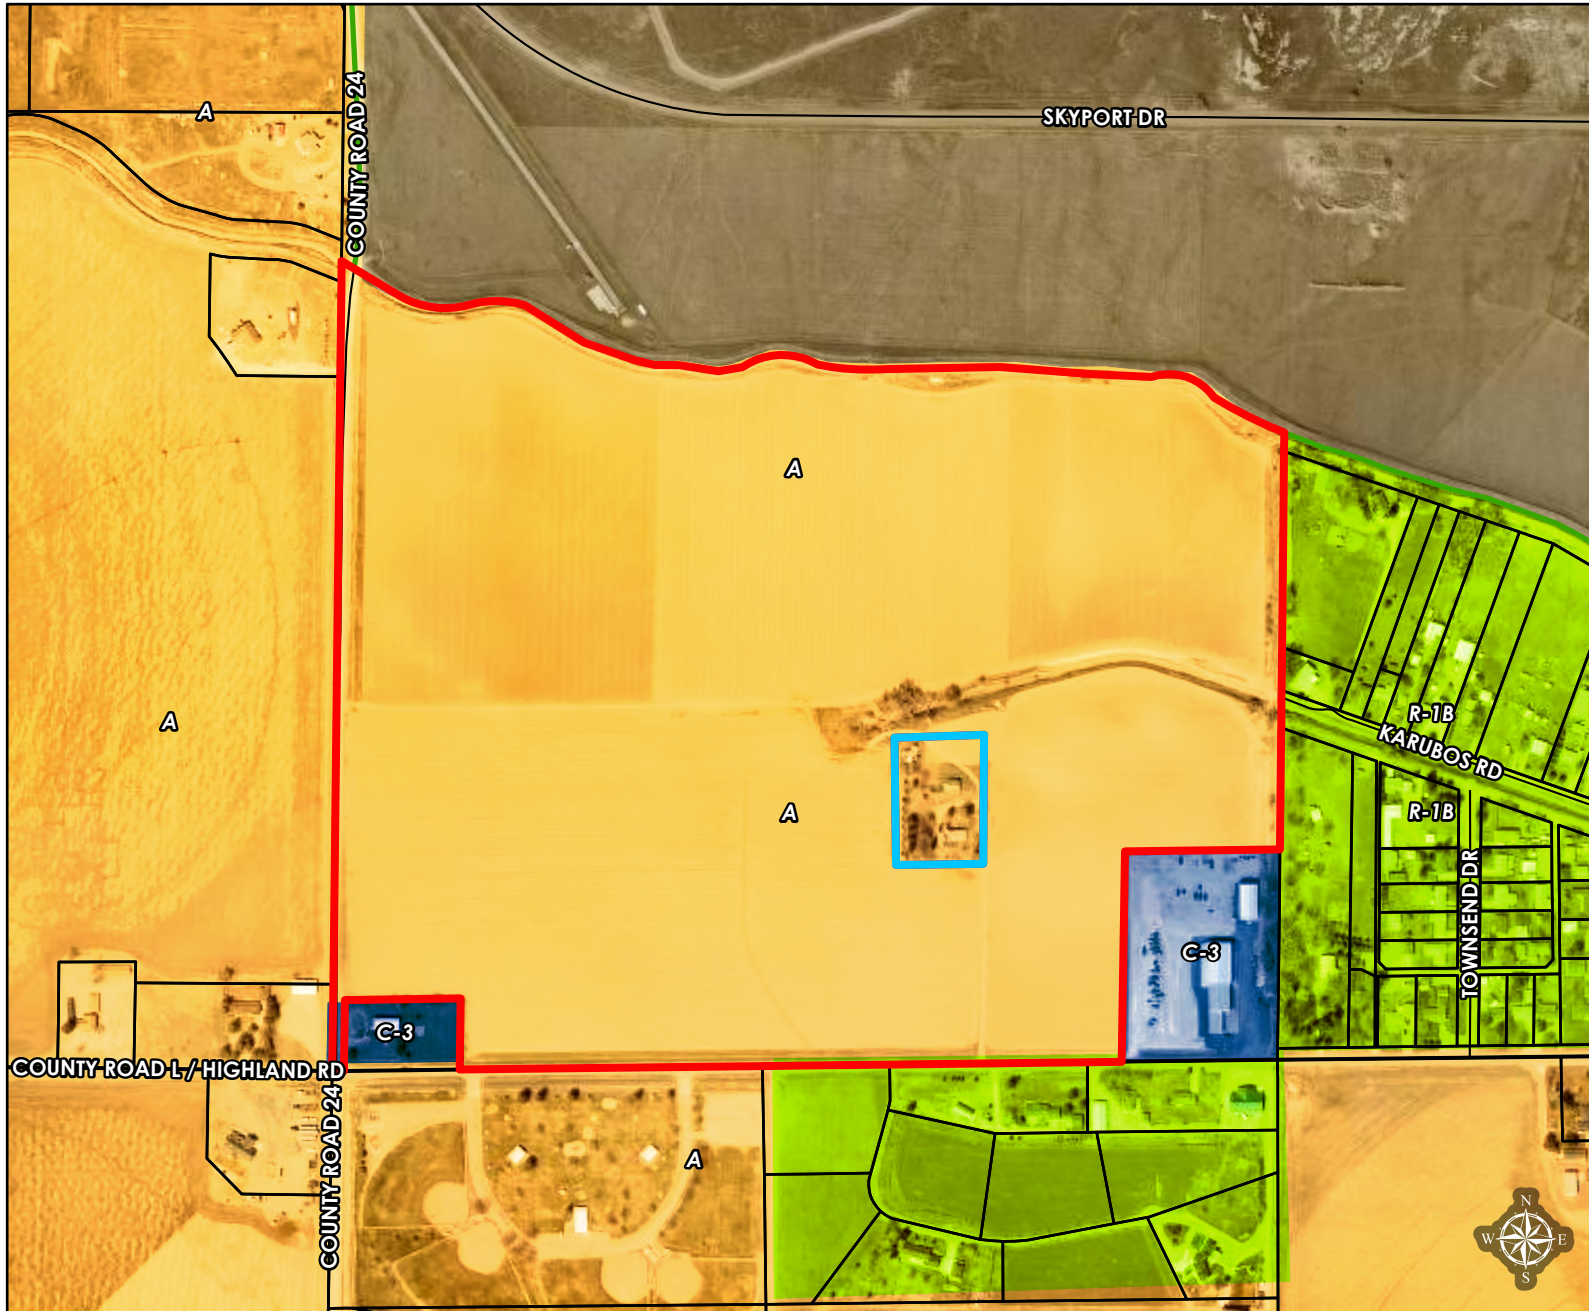 A
COUNTY ROAD 24
SKYPORT DR
A
A
R-1B
KARUBOS RD
A
R-1B
TOWNSEND DR
C-3
C-3
COUNTY ROAD L / HIGHLAND RD
COUNTY ROAD 24
A
N
W
E
S